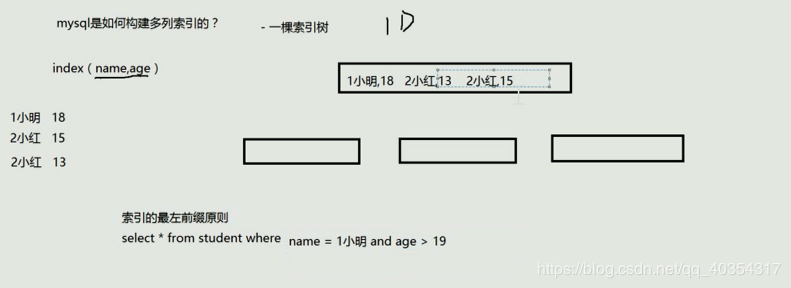 mysql是如何构建多列索引的？ - 一棵索引树 1D
index（name,age）
1小明,18 2小红,13 2小红,15
1小明 18
2小红 15
2小红 13
索引的最左前缀原则
select * from student where name = 1小明 and age > 19
https://blog.csdn.net/qq_40354317